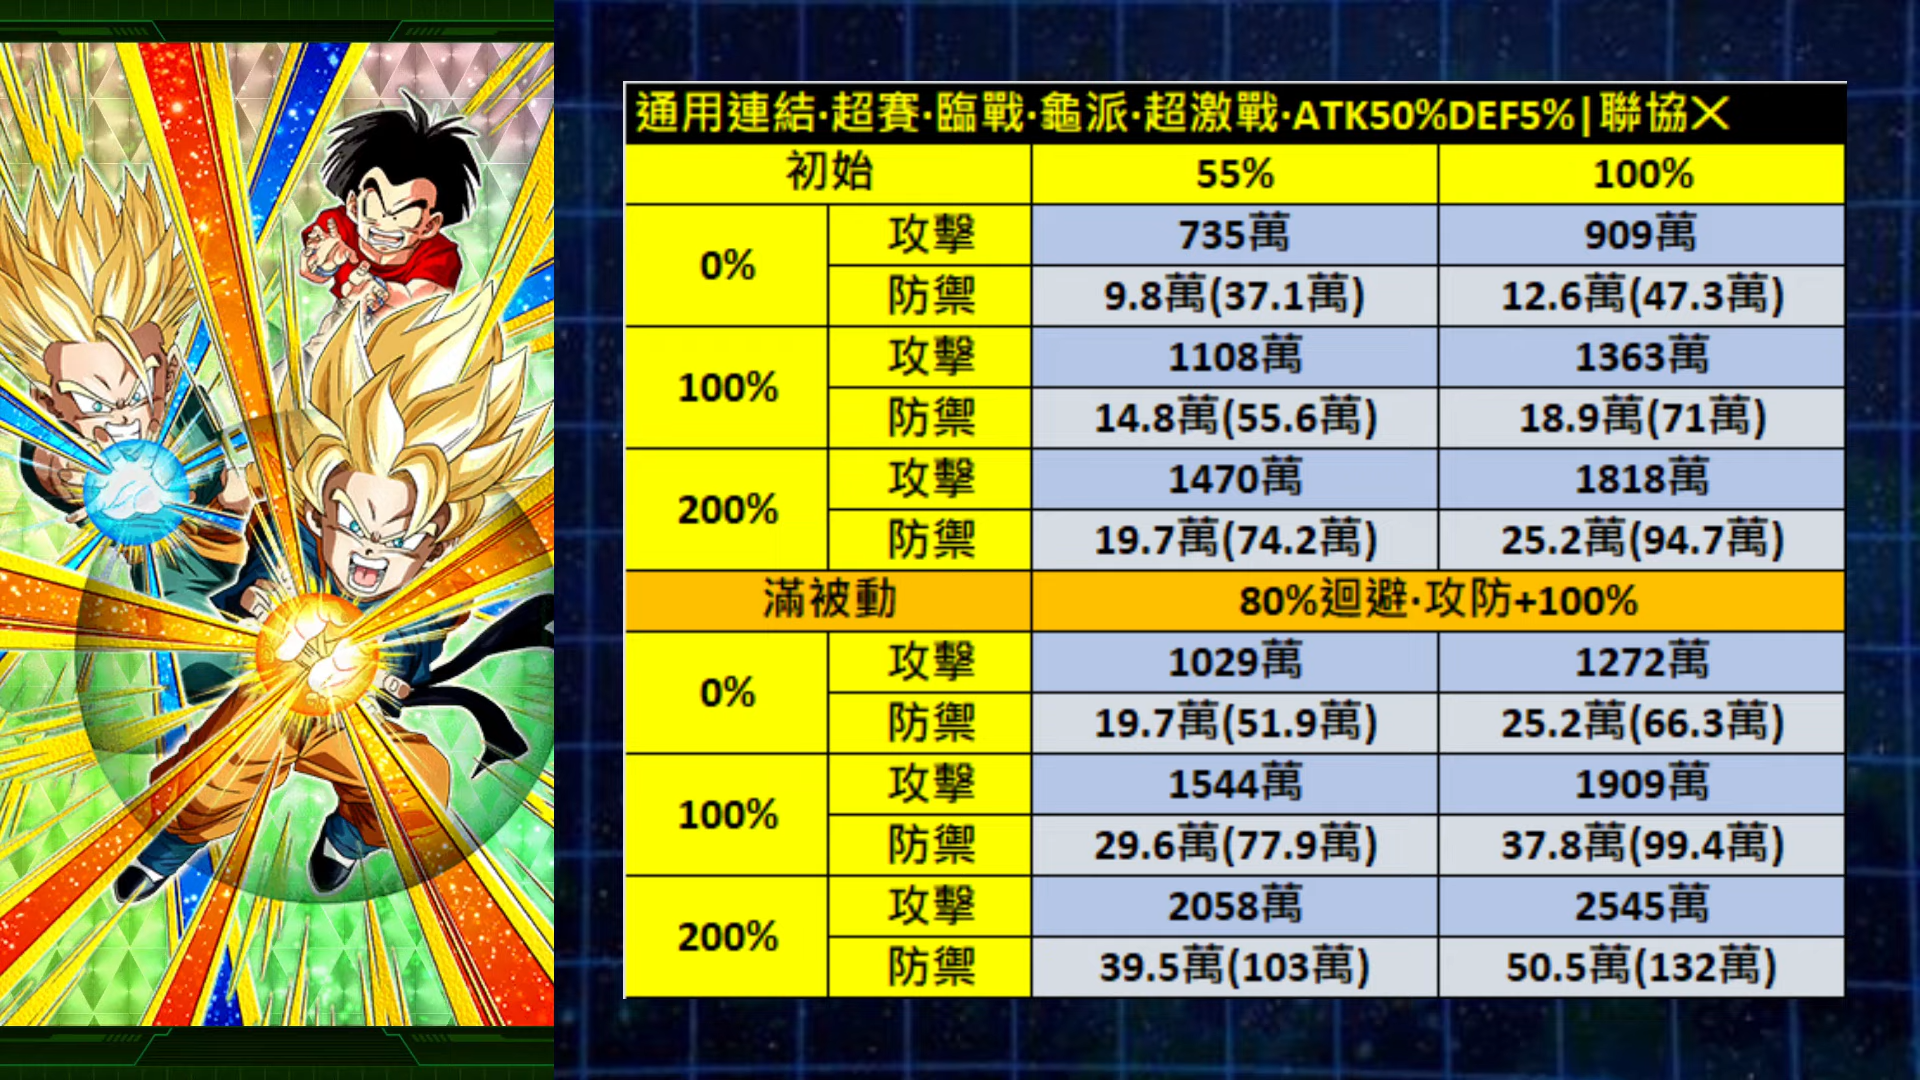 通用連結·超賽·臨戰·龜派·超激戰·ATK50%DEF5%|聯協╳
初始 55% 100%
0% 攻擊 735萬 909萬
防禦 9.8萬(37.1萬) 12.6萬(47.3萬)
100% 攻擊 1108萬 1363萬
防禦 14.8萬(55.6萬) 18.9萬(71萬)
200% 攻擊 1470萬 1818萬
防禦 19.7萬(74.2萬) 25.2萬(94.7萬)
滿被動 80%迴避·攻防+100%
0% 攻擊 1029萬 1272萬
防禦 19.7萬(51.9萬) 25.2萬(66.3萬)
100% 攻擊 1544萬 1909萬
防禦 29.6萬(77.9萬) 37.8萬(99.4萬)
200% 攻擊 2058萬 2545萬
防禦 39.5萬(103萬) 50.5萬(132萬)